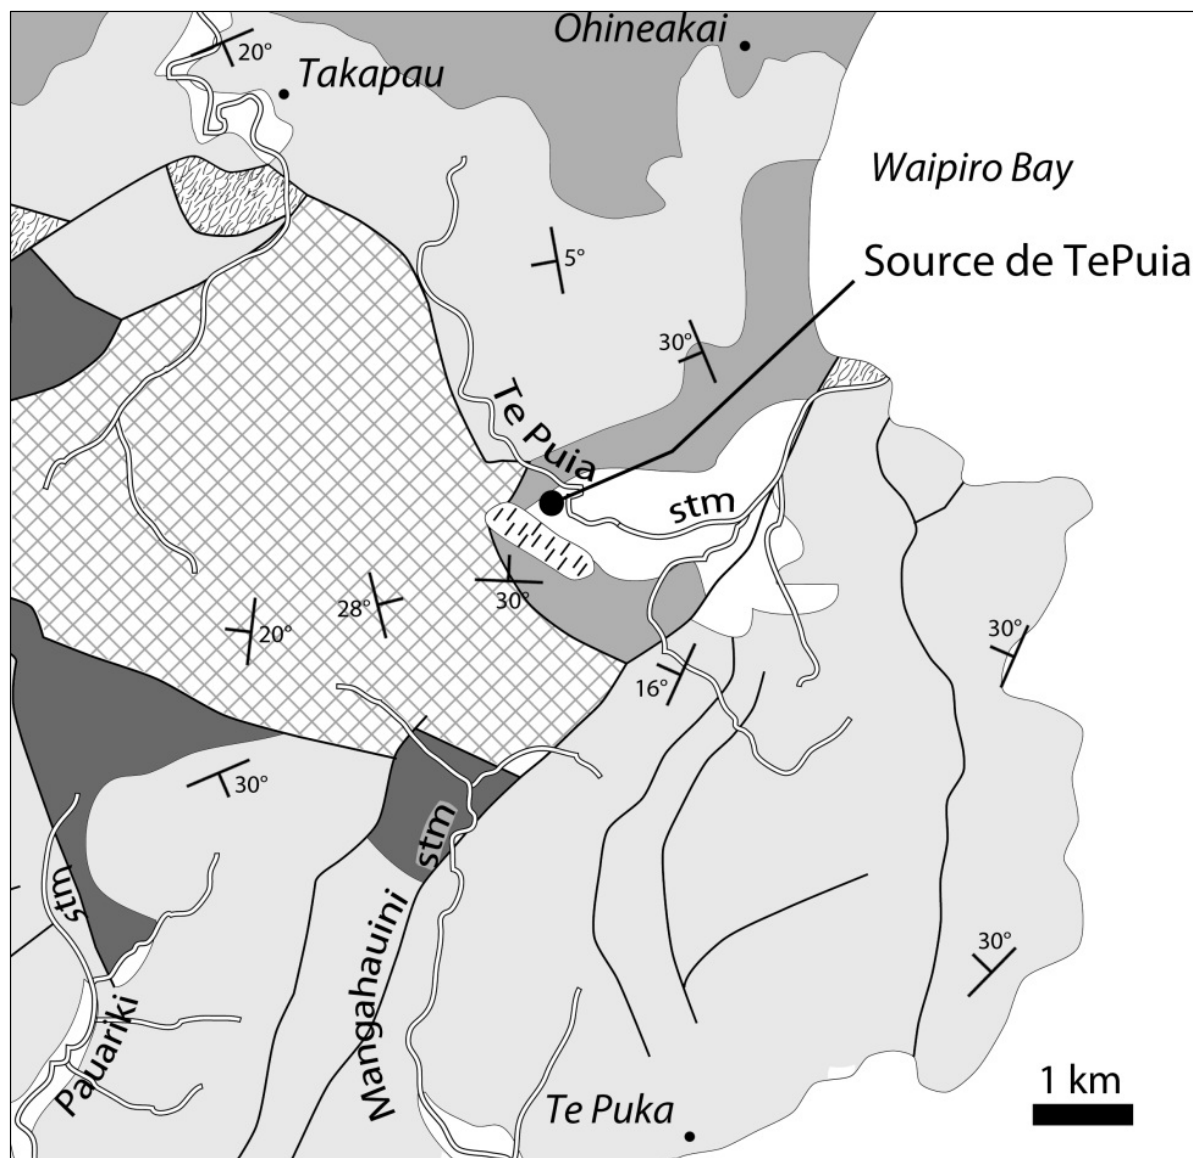 Ohineakai
20°
Takapau
Waipiro Bay
5°
Source de TePuia
30°
Te Puia
stm
30°
28°
20°
30°
16°
30°
stm
stm
Mangahauini
30°
Pauariki
1 km
Te Puka